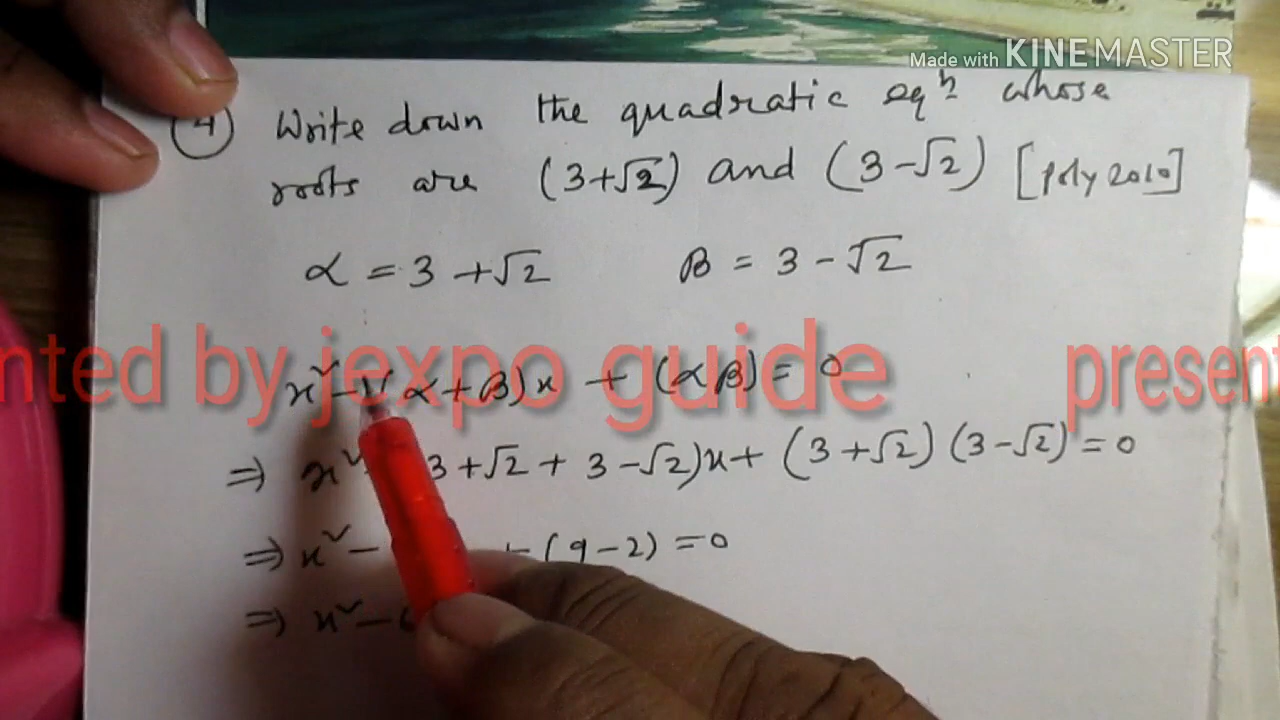 Made with KINEMASTER
④ Write down the quadratic eqⁿ whose
roots are (3+√2) and (3-√2) [Poly 2010]
α = 3 + √2 β = 3 - √2
nted by jexpo guide present
x² - (α + β)x + (αβ) = 0
⇒ x² 3 + √2 + 3 - √2)x + (3 + √2) (3 - √2) = 0
⇒ x² - + (9 - 2) = 0
⇒ x² -